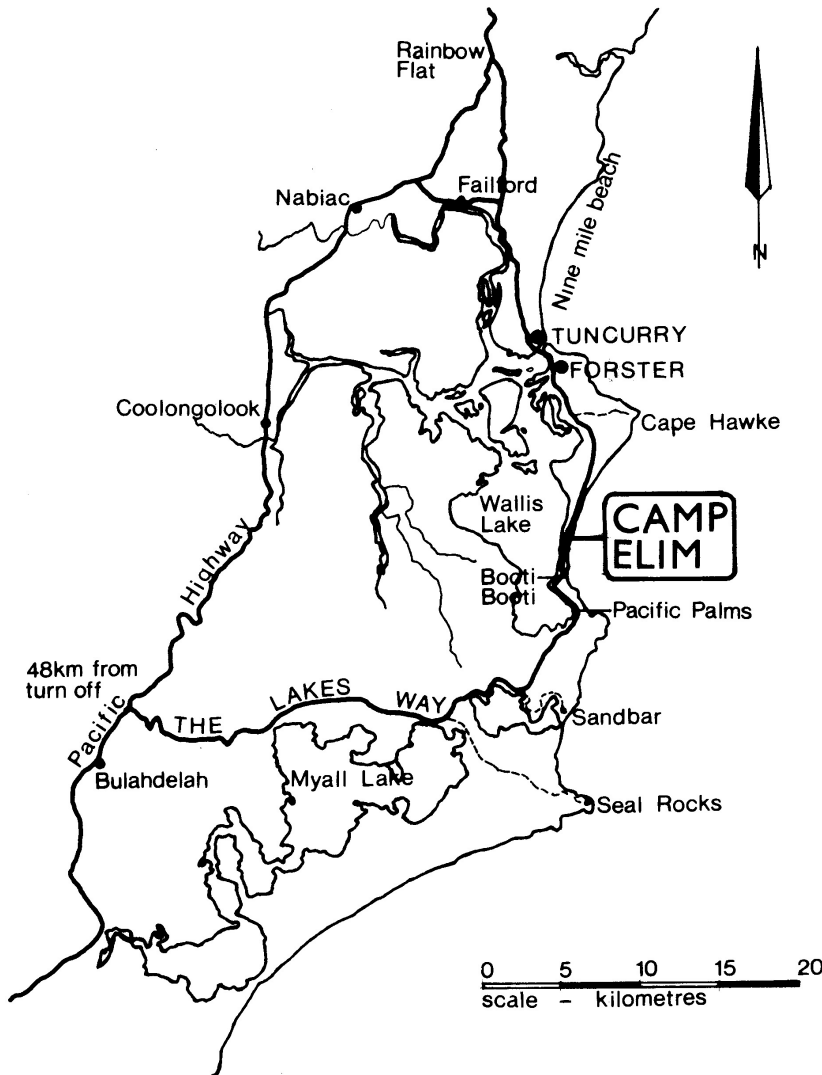 Rainbow
Flat
Nabiac
Failford
Nine mile beach
N
TUNCURRY
FORSTER
Coolongolook
Cape Hawke
Wallis
Lake
CAMP
ELIM
Booti
Booti
Pacific Palms
Pacific Highway
48km from
turn off
THE LAKES WAY
Sandbar
Bulahdelah
Myall Lake
Seal Rocks
0 5 10 15 20
scale – kilometres